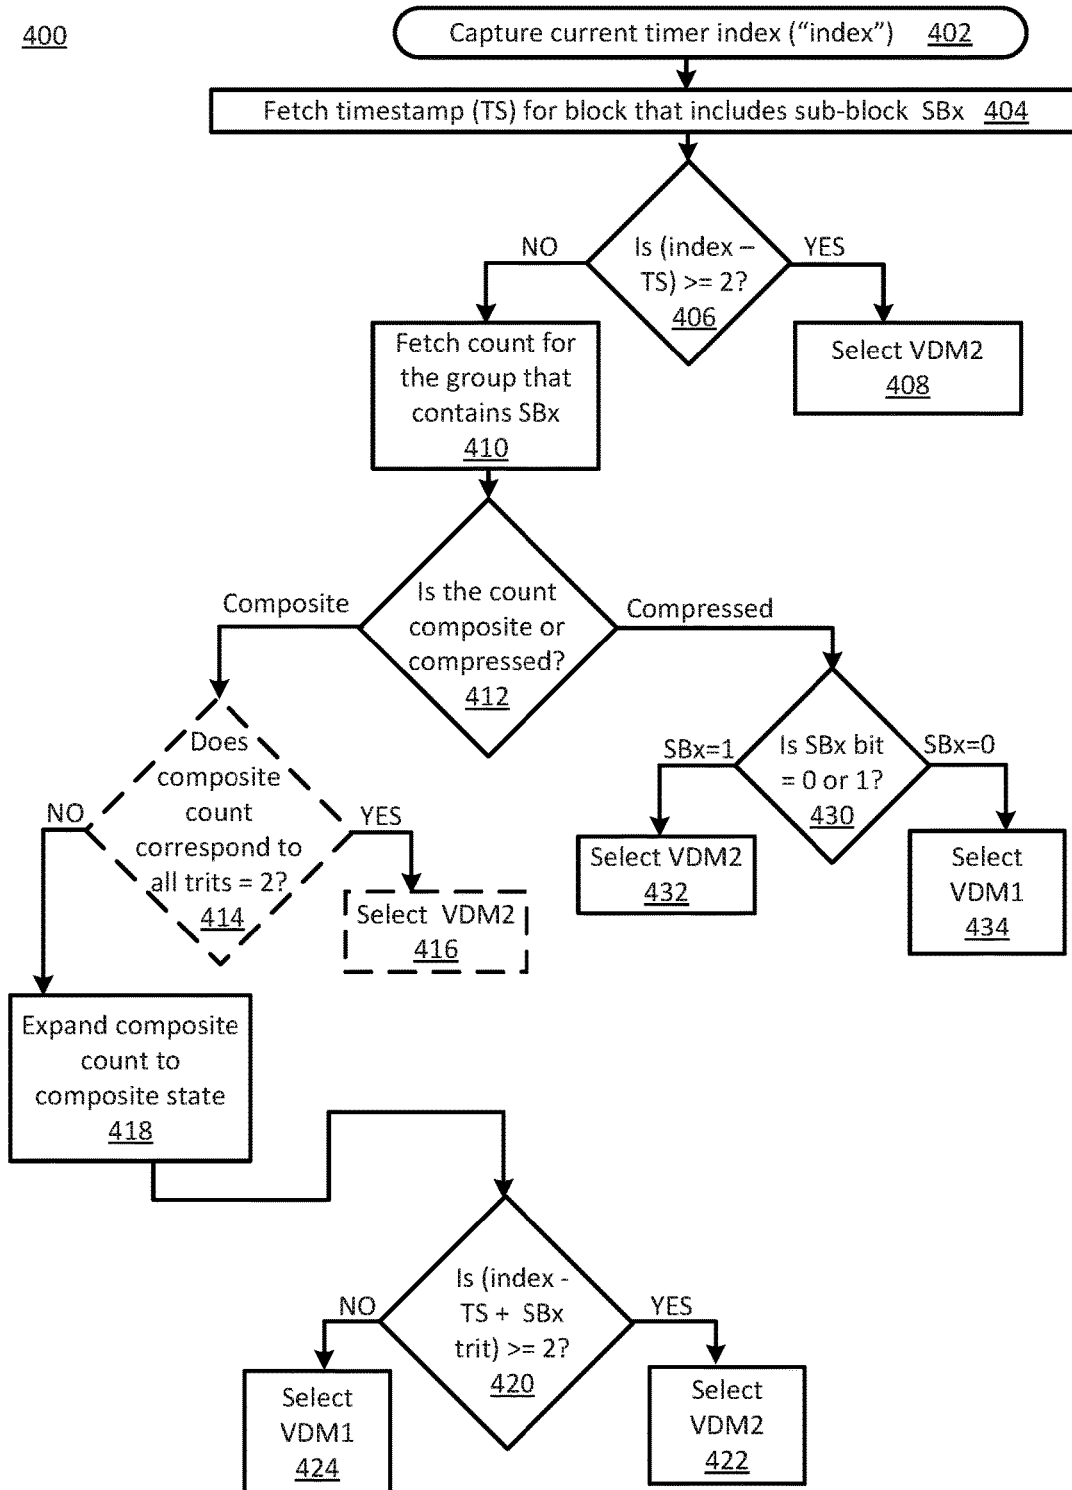 400
Capture current timer index (“index”) 402
Fetch timestamp (TS) for block that includes sub-block SBx 404
Is (index –
TS) >= 2?
406
NO
YES
Fetch count for
the group that
contains SBx
410
Select VDM2
408
Is the count
composite or
compressed?
412
Composite
Compressed
Does
composite
count
correspond to
all trits = 2?
414
NO
YES
Select VDM2
416
Is SBx bit
= 0 or 1?
430
SBx=1
SBx=0
Select VDM2
432
Select
VDM1
434
Expand composite
count to
composite state
418
Is (index -
TS + SBx
trit) >= 2?
420
NO
YES
Select
VDM1
424
Select
VDM2
422